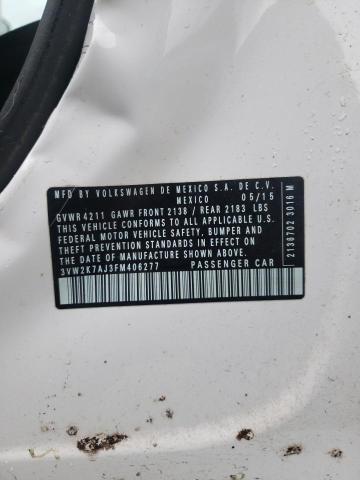 MFD BY VOLKSWAGEN DE MEXICO S.A. DE C.V.
MEXICO 05/15
GVWR 4211 GAWR FRONT 2138 / REAR 2183 LBS
THIS VEHICLE CONFORMS TO ALL APPLICABLE US
FEDERAL MOTOR VEHICLE SAFETY, BUMPER AND
THEFT PREVENTION STANDARDS IN EFFECT ON THE
DATE OF MANUFACTURE SHOWN ABOVE.
3VW2K7AJ3FM406277 PASSENGER CAR
2136702 3016 M